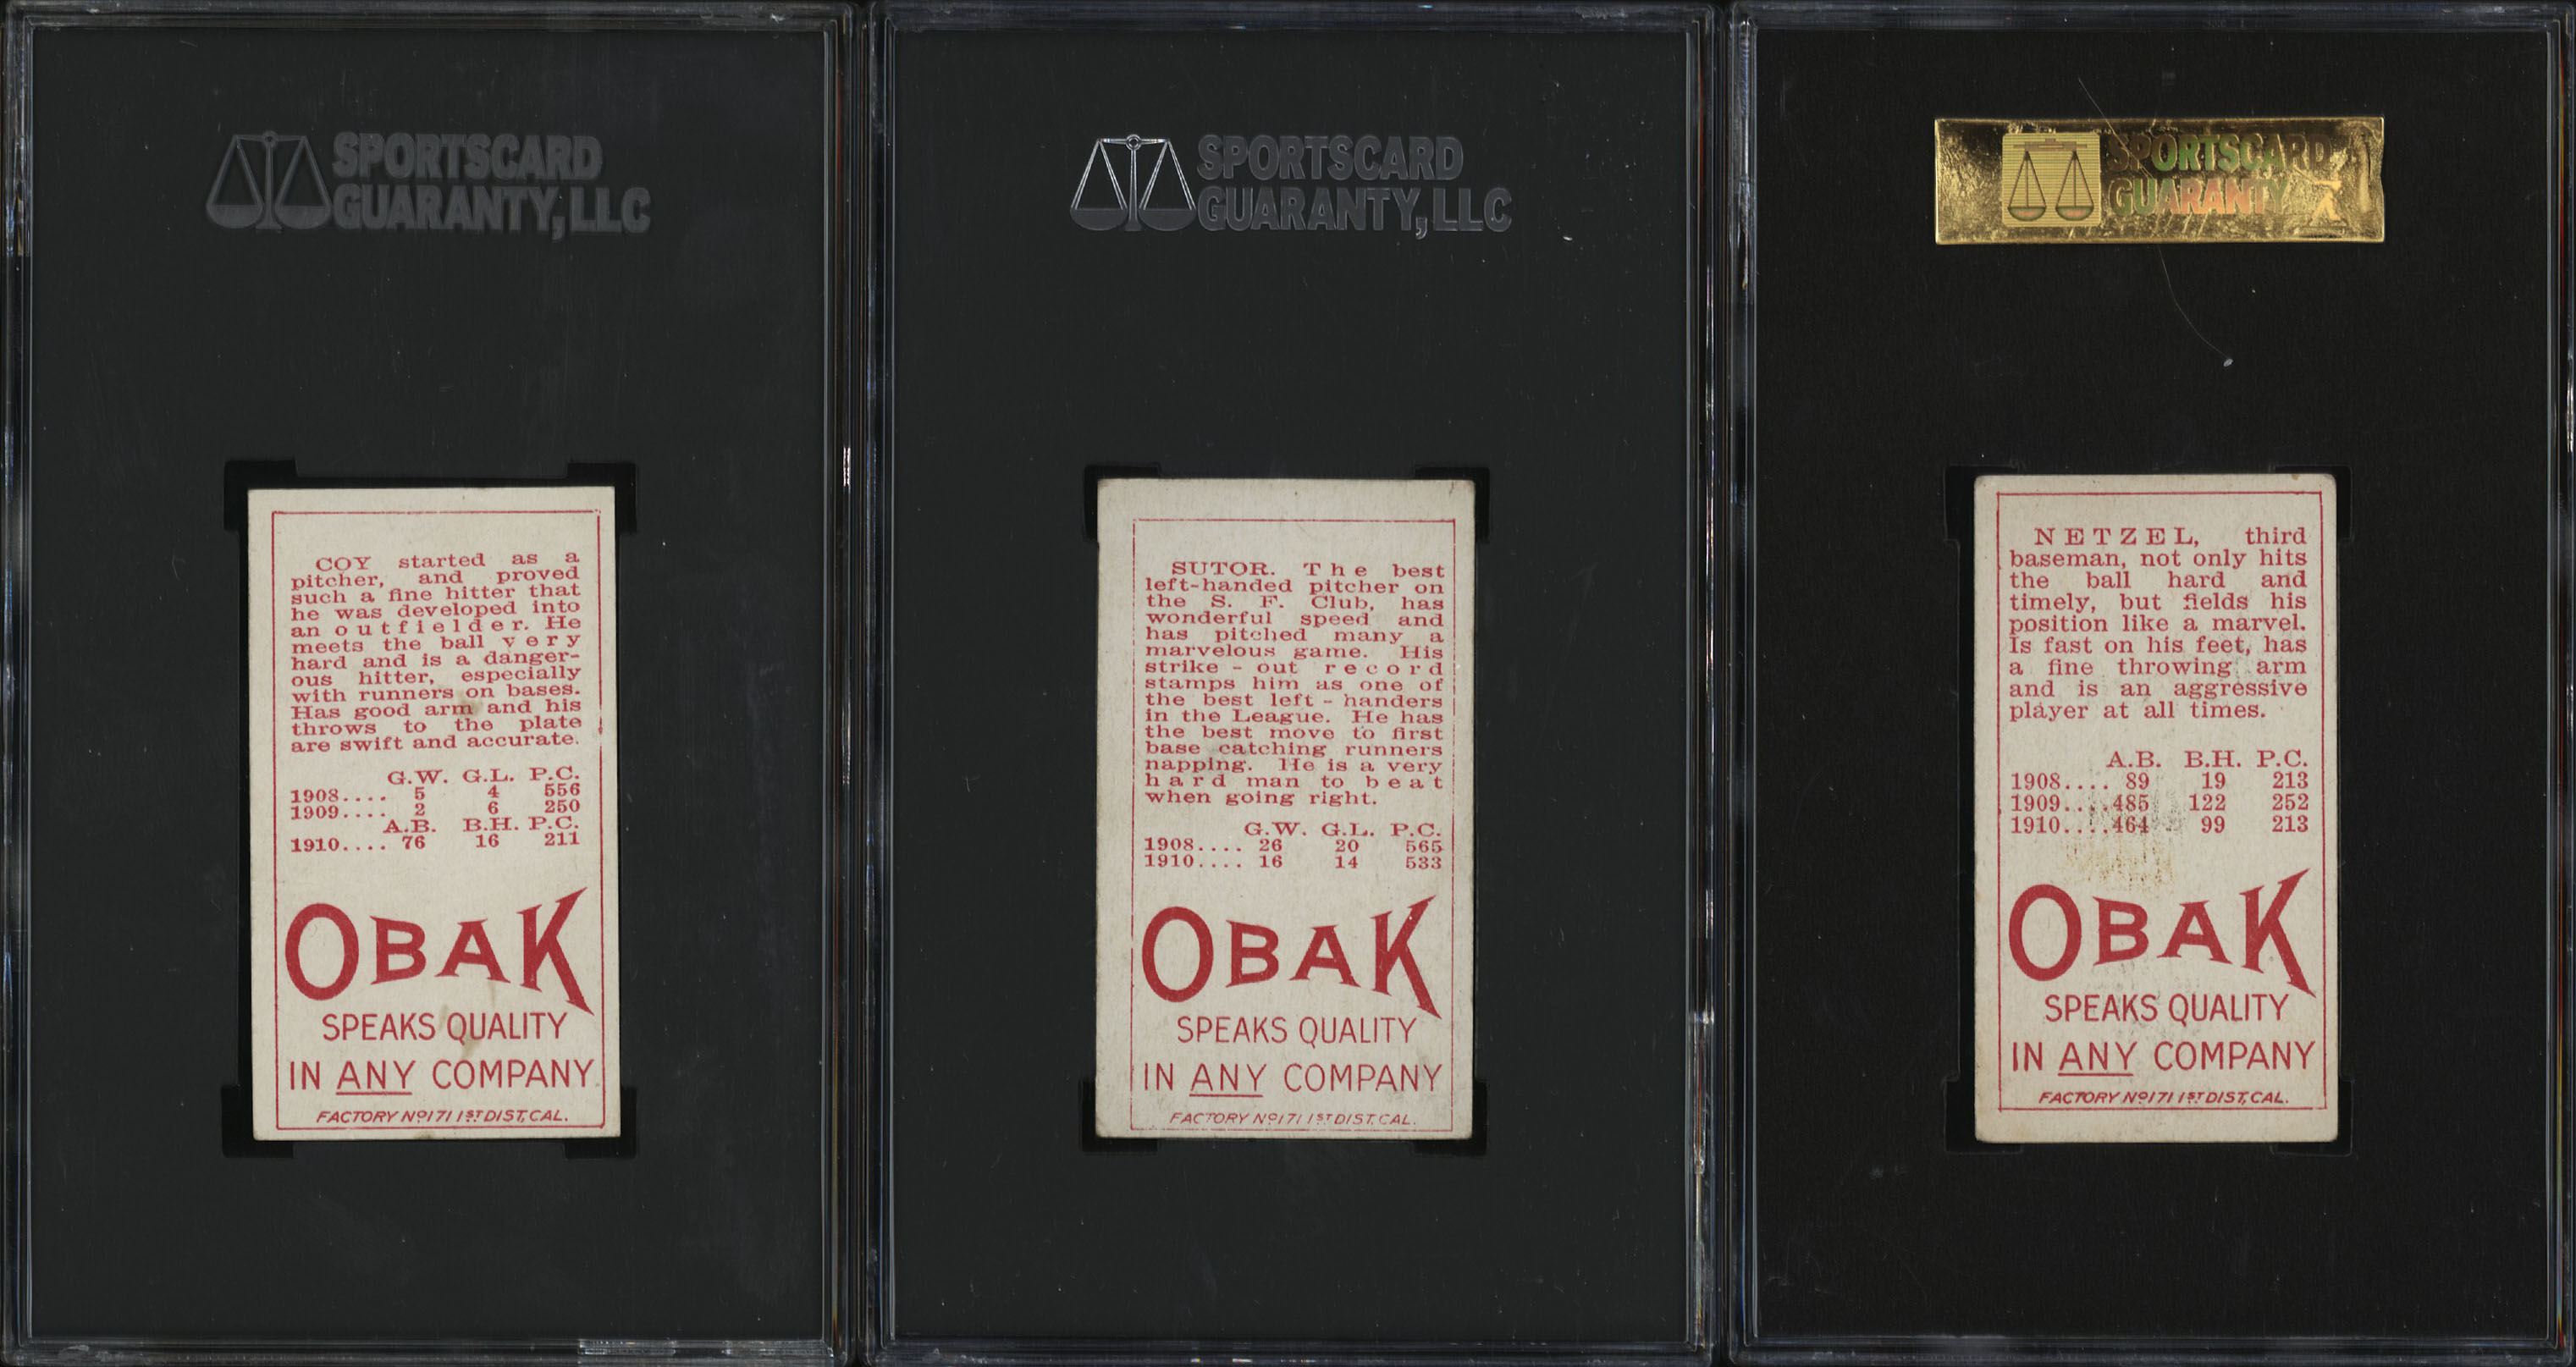 SPORTSCARD
GUARANTY, LLC
COY started as a
pitcher, and proved
such a fine hitter that
he was developed into
an outfielder. He
meets the ball very
hard and is a danger-
ous hitter, especially
with runners on bases.
Has good arm and his
throws to the plate
are swift and accurate.
G.W. G.L. P.C.
1908.... 5 4 556
1909.... 2 6 250
A.B. B.H. P.C.
1910.... 76 16 211
OBAK
SPEAKS QUALITY
IN ANY COMPANY
FACTORY No 171 1ST DIST, CAL.
SPORTSCARD
GUARANTY, LLC
SUTOR. The best
left-handed pitcher on
the S. F. Club, has
wonderful speed and
has pitched many a
marvelous game. His
strike - out record
stamps him as one of
the best left - handers
in the League. He has
the best move to first
base catching runners
napping. He is a very
hard man to beat
when going right.
G.W. G.L. P.C.
1908.... 26 20 565
1910.... 16 14 533
OBAK
SPEAKS QUALITY
IN ANY COMPANY
FACTORY No 171 1ST DIST. CAL.
SPORTSCARD
GUARANTY
NETZEL, third
baseman, not only hits
the ball hard and
timely, but fields his
position like a marvel.
Is fast on his feet, has
a fine throwing arm
and is an aggressive
player at all times.
A.B. B.H. P.C.
1908.... 89 19 213
1909....485 122 252
1910....464 99 213
OBAK
SPEAKS QUALITY
IN ANY COMPANY
FACTORY No 171 1ST DIST, CAL.